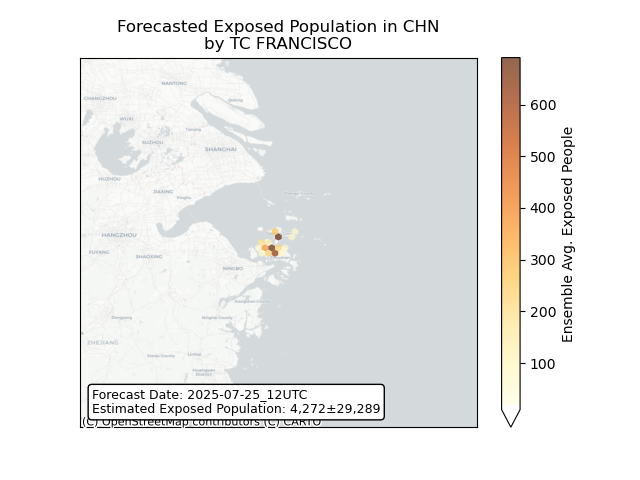 Forecasted Exposed Population in CHN
by TC FRANCISCO
NANTONG
CHANGZHOU
WUXI
SUZHOU
SHANGHAI
HUZHOU
JIAXING
HANGZHOU
FUYANG
SHAOXING
NINGBO
ZHEJIANG
Forecast Date: 2025-07-25_12UTC
Estimated Exposed Population: 4,272±29,289
(C) OpenStreetMap contributors (C) CARTO
600
500
400
300
200
100
Ensemble Avg. Exposed People